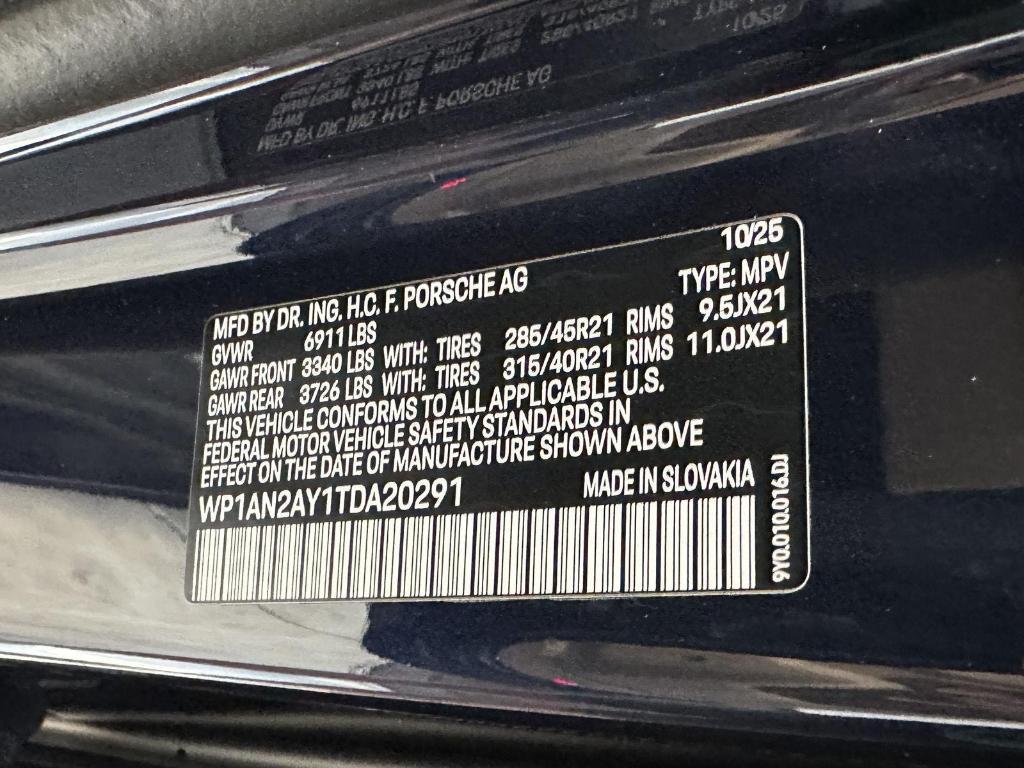 10/25
MFD BY DR. ING. H.C. F. PORSCHE AG TYPE: MPV
GVWR 6911 LBS
GAWR FRONT 3340 LBS WITH: TIRES 285/45R21 RIMS 9.5JX21
GAWR REAR 3726 LBS WITH: TIRES 315/40R21 RIMS 11.0JX21
THIS VEHICLE CONFORMS TO ALL APPLICABLE U.S.
FEDERAL MOTOR VEHICLE SAFETY STANDARDS IN
EFFECT ON THE DATE OF MANUFACTURE SHOWN ABOVE
WP1AN2AY1TDA20291 MADE IN SLOVAKIA
9Y0.010.016.DJ